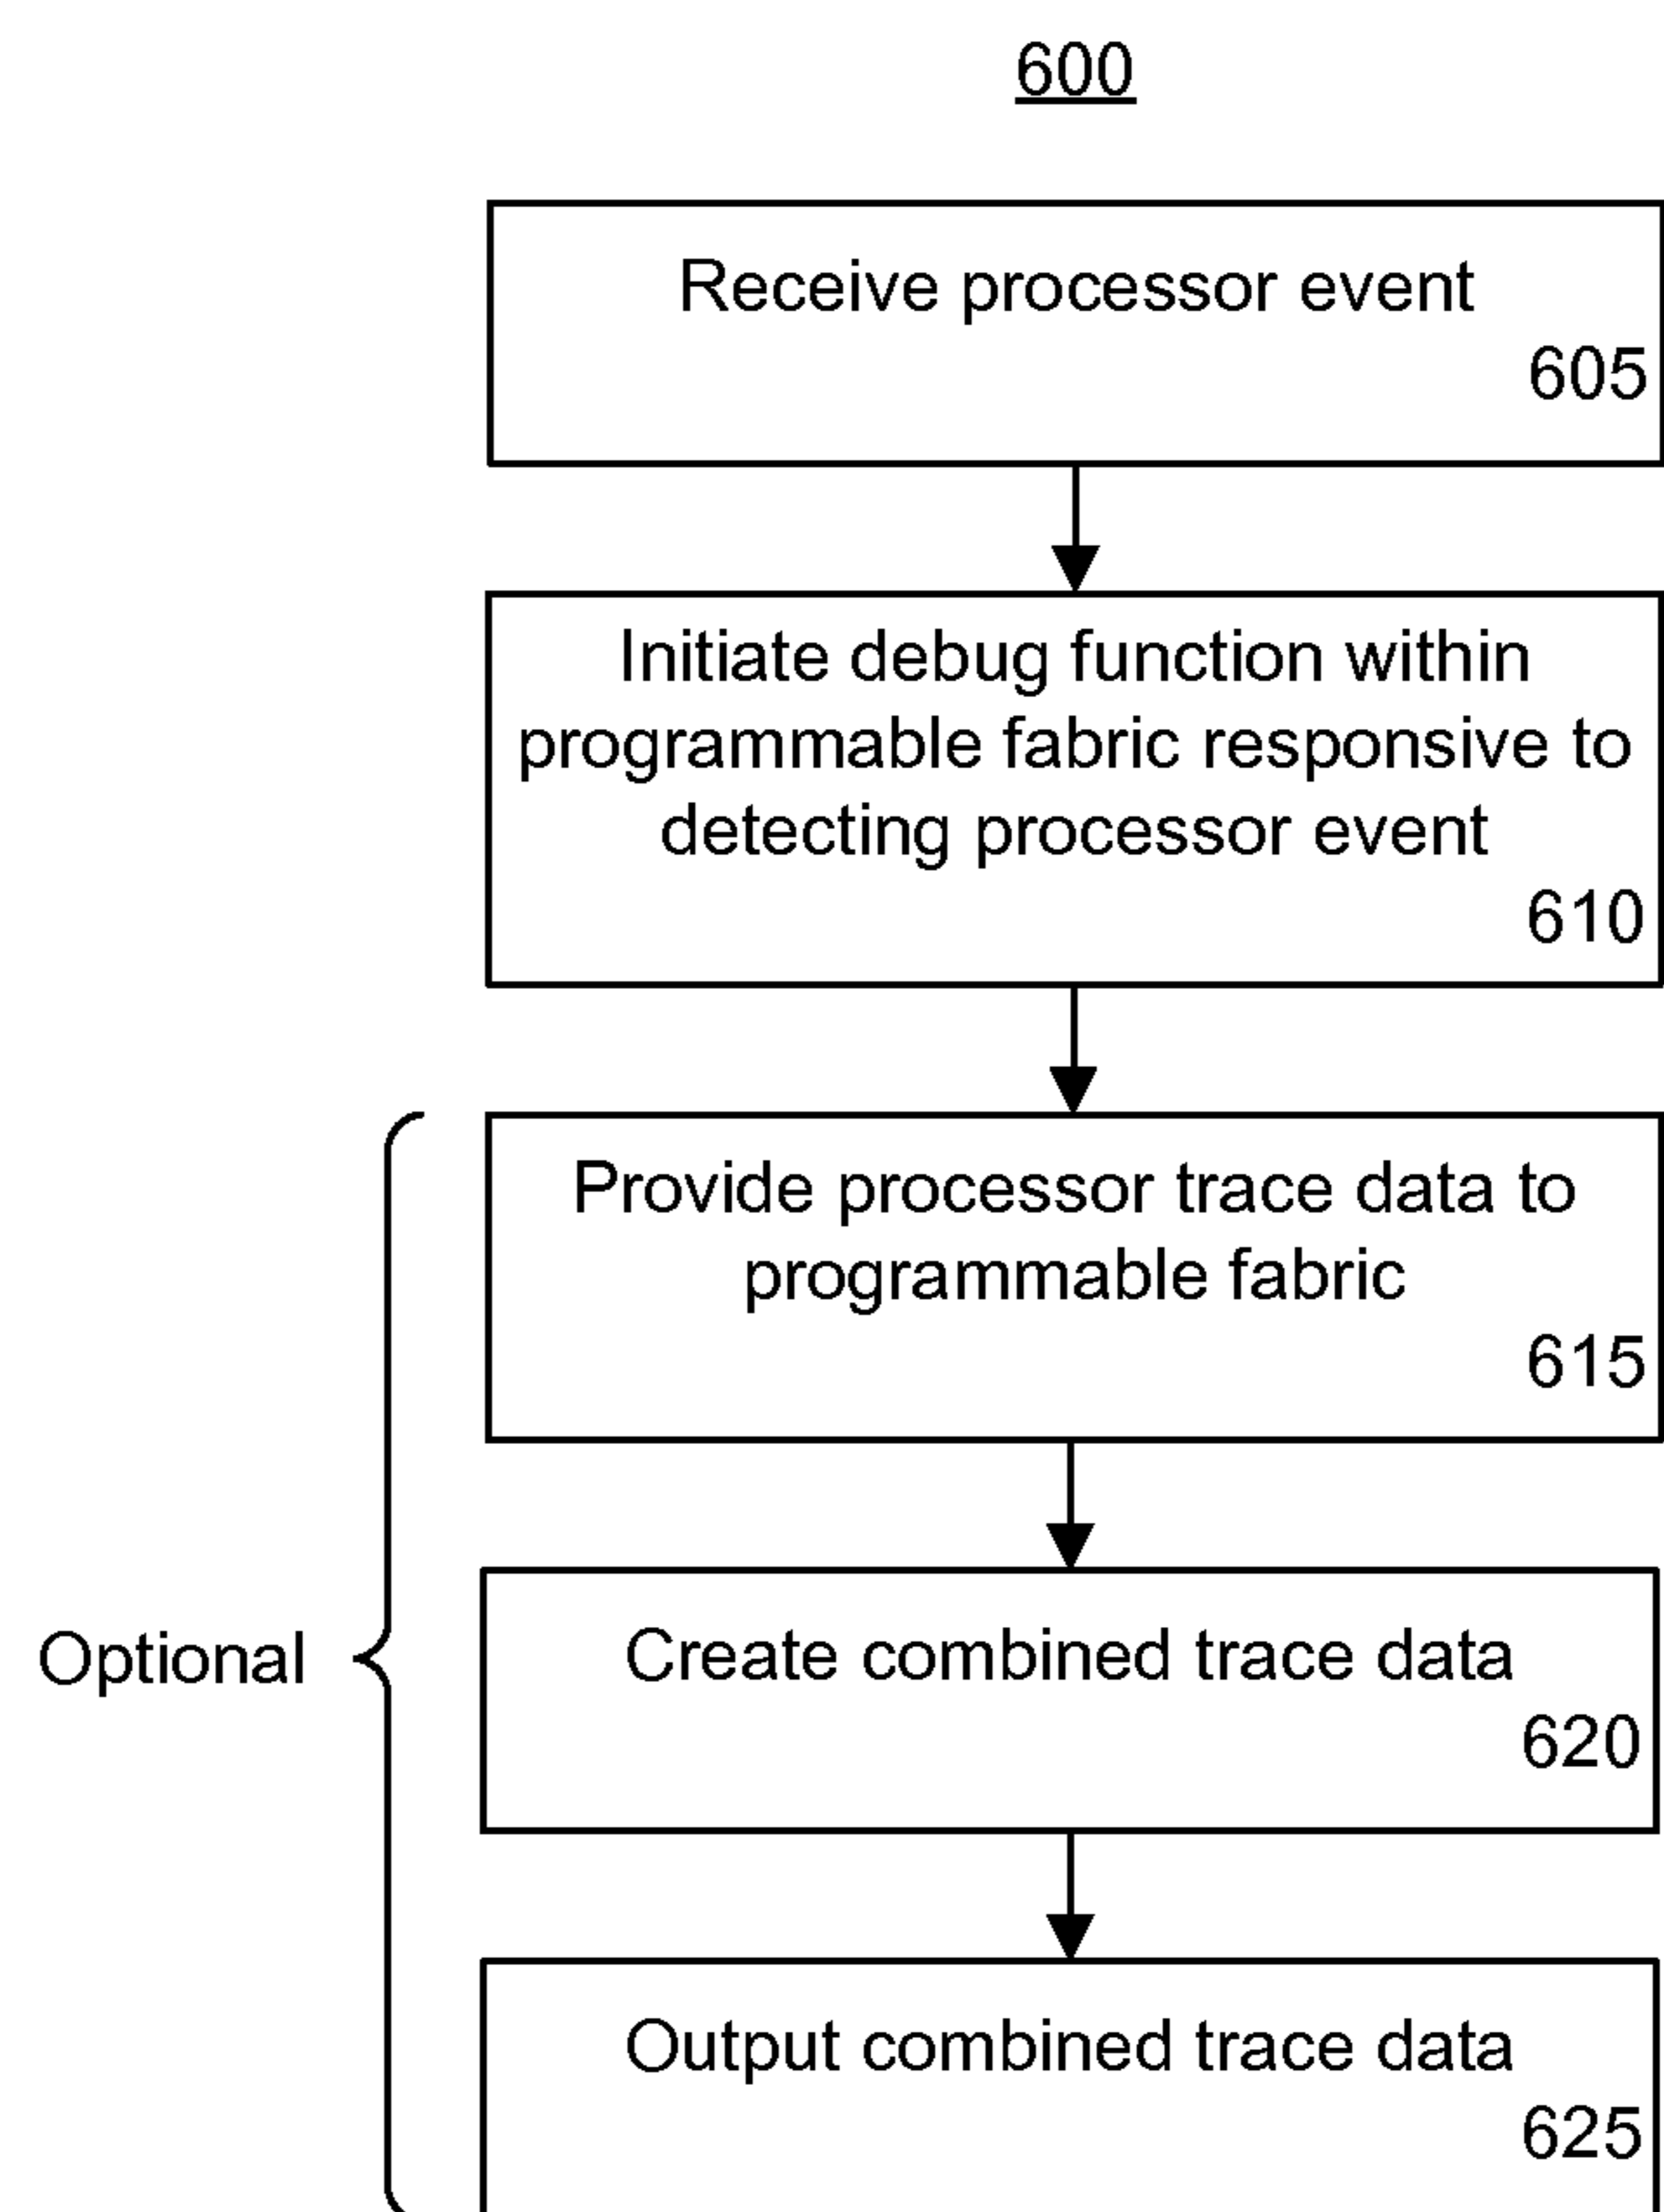 600
Receive processor event
605
Initiate debug function within
programmable fabric responsive to
detecting processor event
610
Provide processor trace data to
programmable fabric
615
Optional
Create combined trace data
620
Output combined trace data
625